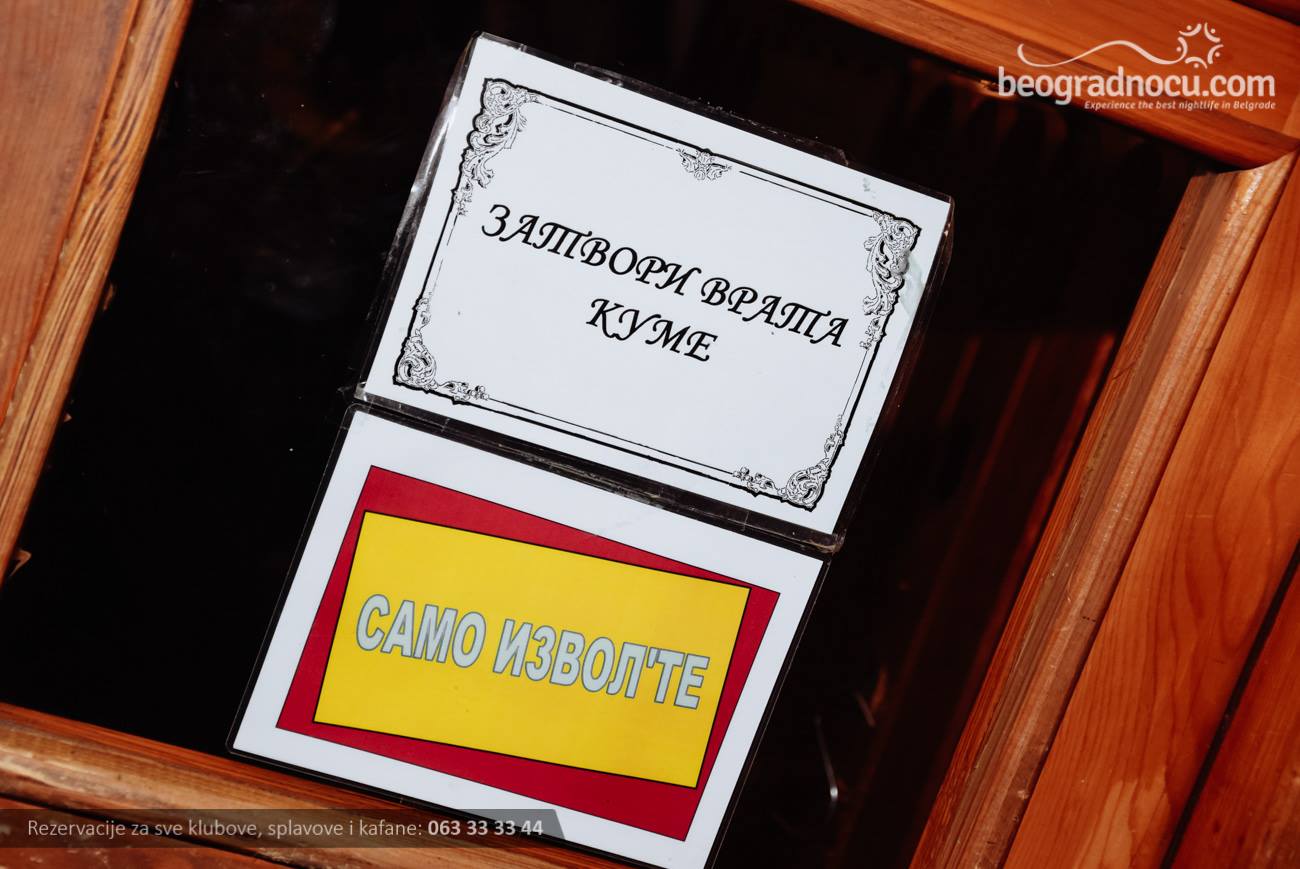 beogradnocu.com
Experience the best nightlife in Belgrade
ЗАТВОРИ ВРАТА
КУМЕ
САМО ИЗВОЛ'ТЕ
Rezervacije za sve klubove, splavove i kafane: 063 33 33 44